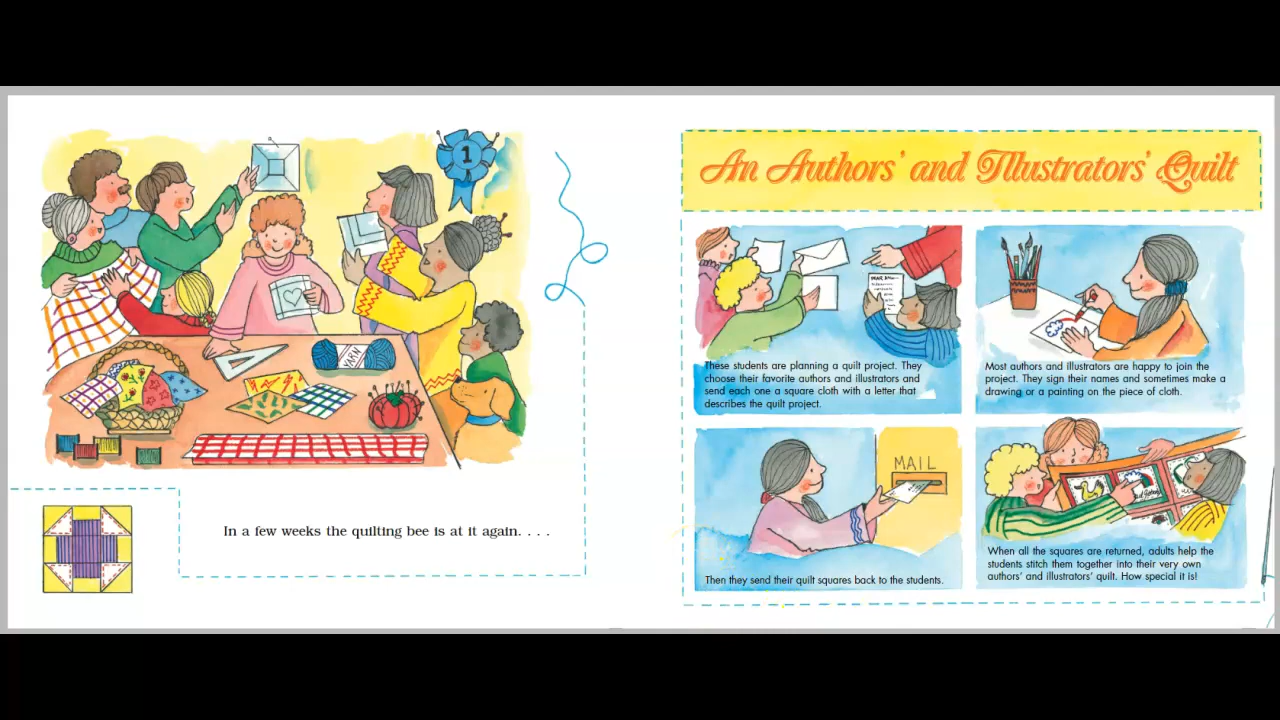 1
YARN
In a few weeks the quilting bee is at it again. . . .
An Authors' and Illustrators' Quilt
These students are planning a quilt project. They
choose their favorite authors and illustrators and
send each one a square cloth with a letter that
describes the quilt project.
Most authors and illustrators are happy to join the
project. They sign their names and sometimes make a
drawing or a painting on the piece of cloth.
MAIL
Then they send their quilt squares back to the students.
When all the squares are returned, adults help the
students stitch them together into their very own
authors' and illustrators' quilt. How special it is!